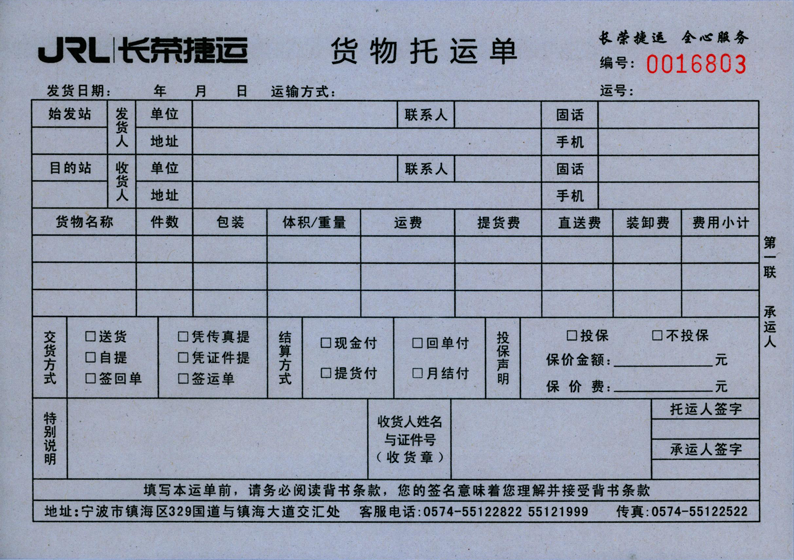 JRL 长荣捷运
货物托运单
长荣捷运 全心服务
编号: 0016803
发货日期: 年 月 日 运输方式: 运号:
始发站 发货人 单位 联系人 固话
地址 手机
目的站 收货人 单位 联系人 固话
地址 手机
货物名称 件数 包装 体积/重量 运费 提货费 直送费 装卸费 费用小计
第一联 承运人
交货方式 □送货 □凭传真提 结算方式 □现金付 □回单付 投保声明 □投保 □不投保
□自提 □凭证件提 保价金额: 元
□签回单 □签运单 □提货付 □月结付 保价费: 元
特别说明 收货人姓名 托运人签字
与证件号
(收货章) 承运人签字
填写本运单前，请务必阅读背书条款，您的签名意味着您理解并接受背书条款
地址:宁波市镇海区329国道与镇海大道交汇处 客服电话:0574-55122822 55121999 传真:0574-55122522